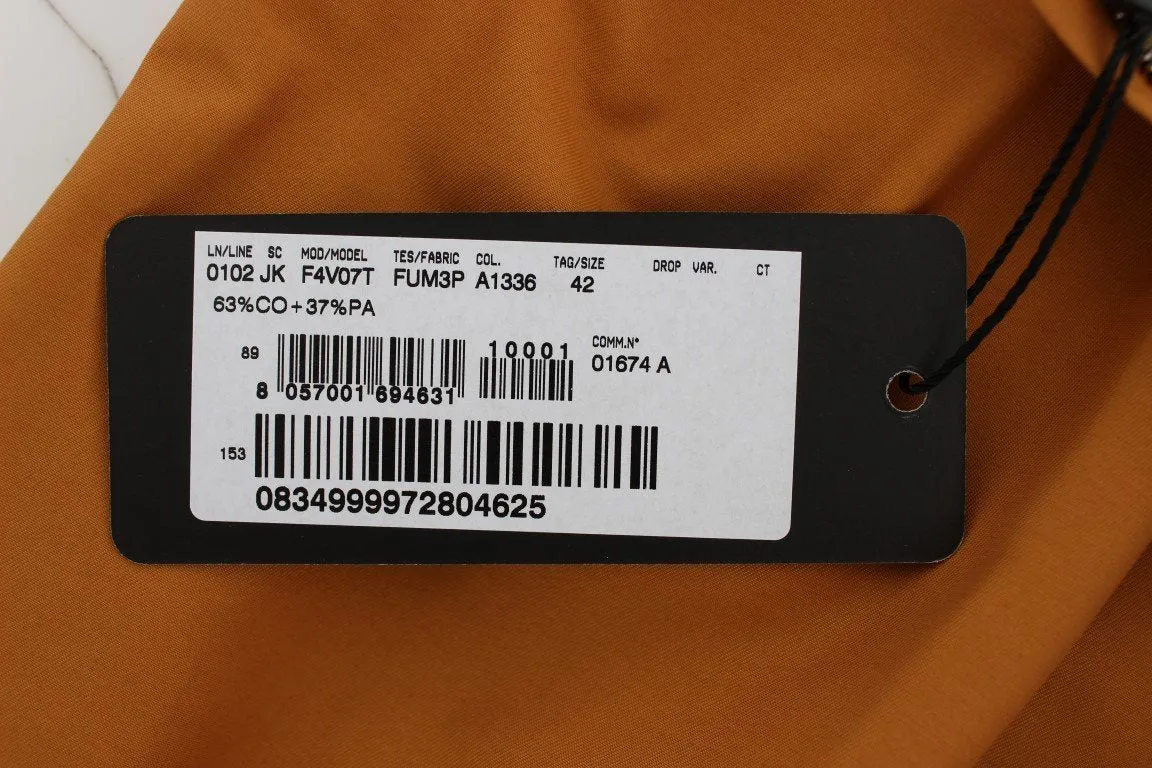 LN/LINE SC MOD/MODEL TES/FABRIC COL. TAG/SIZE DROP VAR. CT
0102 JK F4V07T FUM3P A1336 42
63%CO+37%PA
89 10001 COMM.N°
8 057001 694631 01674 A
153
0834999972804625